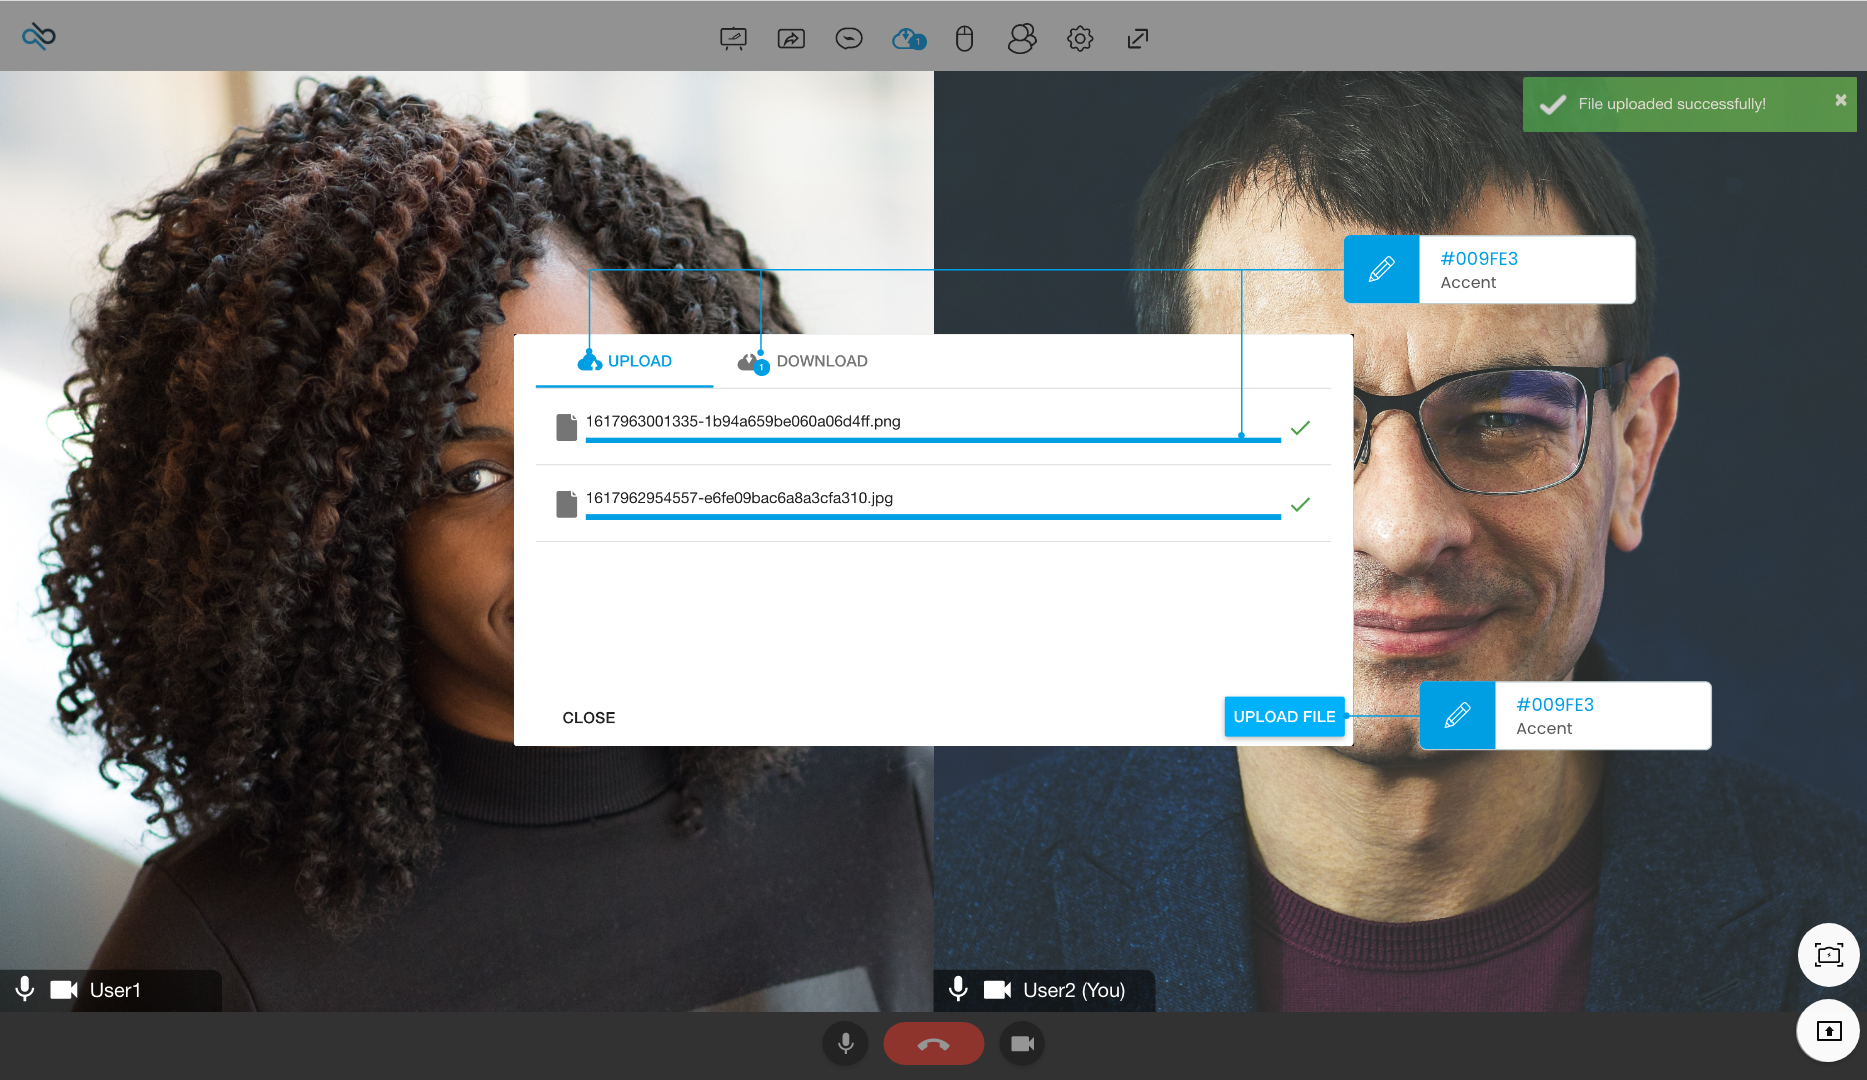 1
File uploaded successfully!
#009FE3
Accent
UPLOAD
1
DOWNLOAD
1617963001335-1b94a659be060a06d4ff.png
1617962954557-e6fe09bac6a8a3cfa310.jpg
CLOSE
UPLOAD FILE
#009FE3
Accent
User1
User2 (You)